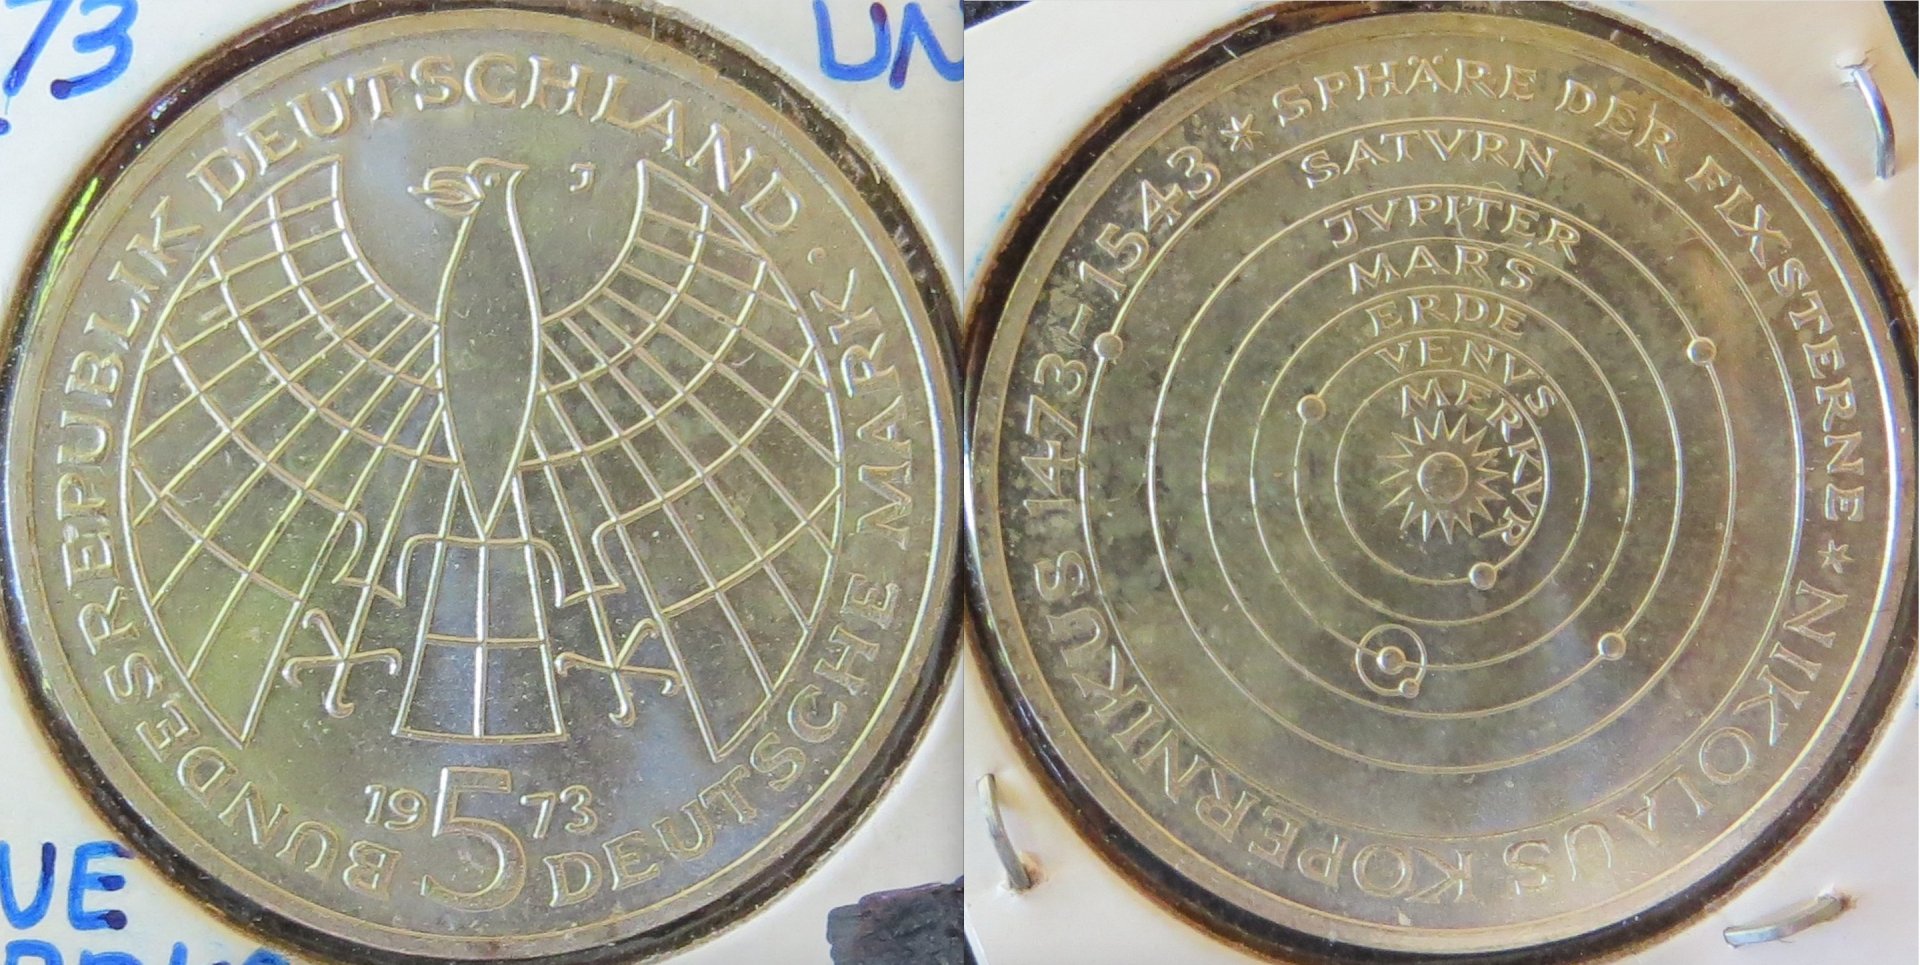 73
UN
BUNDESREPUBLIK DEUTSCHLAND · DEUTSCHE MARK ·
J
1973
5
UE
* SPHÄRE DER FIXSTERNE * NIKOLAUS KOPERNIKUS 1473-1543
SATVRN
JVPITER
MARS
ERDE
VENVS
MERKVR